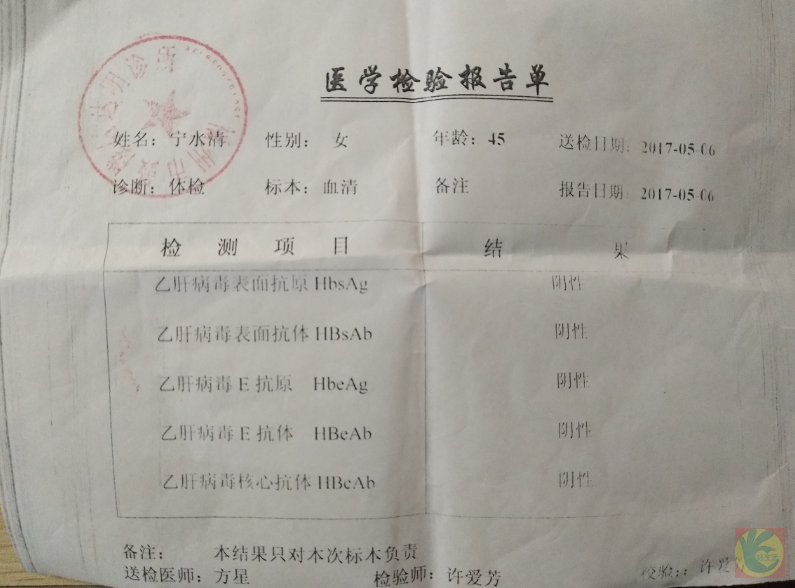 医学检验报告单
姓名：宁水清 性别： 女 年龄：45 送检日期：2017-05-06
诊断：体检 标本：血清 备注 报告日期：2017-05-06
检 测 项 目 结 果
乙肝病毒表面抗原 HbsAg 阴性
乙肝病毒表面抗体 HBsAb 阴性
乙肝病毒 E 抗原 HbeAg 阴性
乙肝病毒 E 抗体 HBeAb 阴性
乙肝病毒核心抗体 HBcAb 阴性
备注： 本结果只对本次标本负责
送检医师：方星 检验师：许爱芳 校验： 许爱